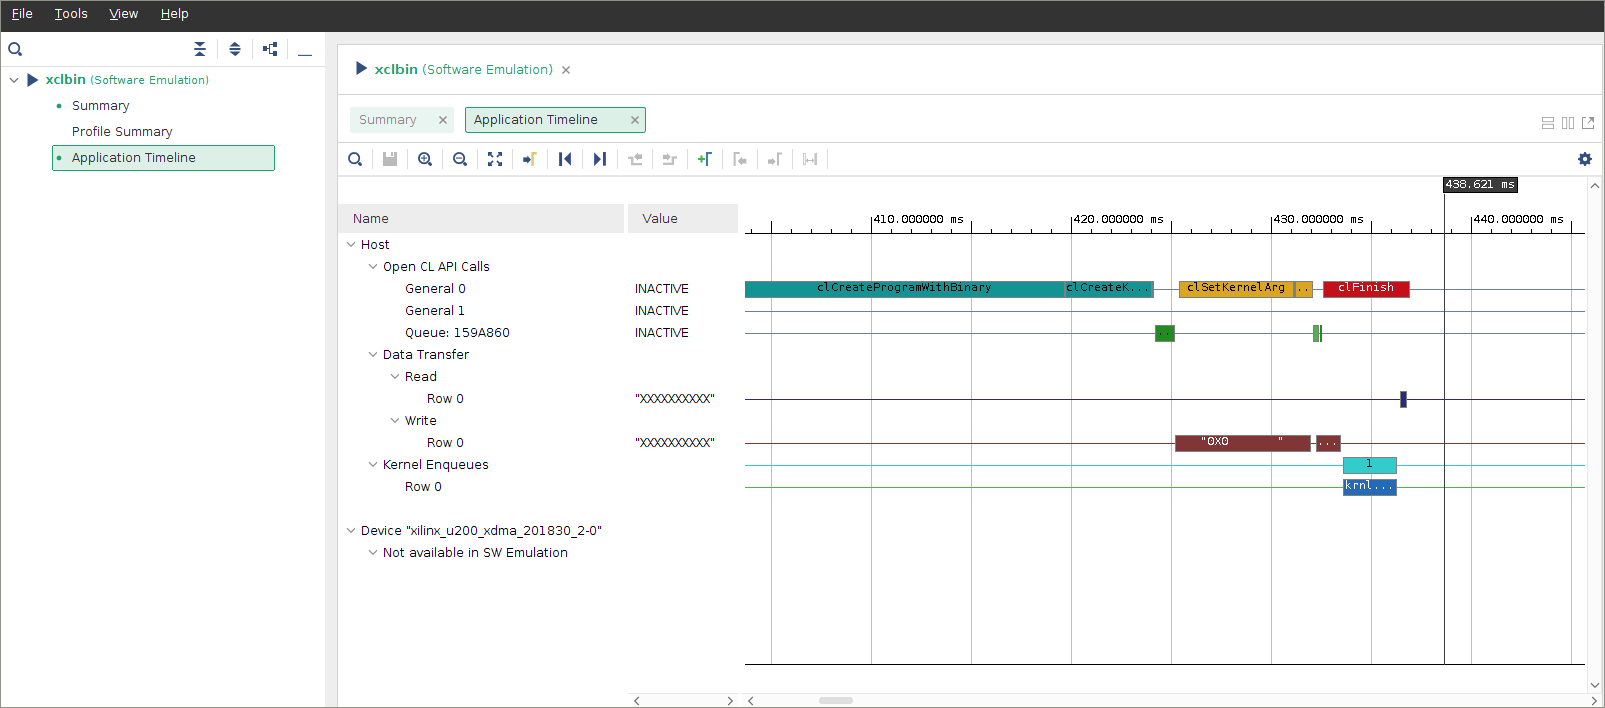 File Tools View Help
xclbin (Software Emulation)
Summary
Profile Summary
Application Timeline
xclbin (Software Emulation)
Summary
Application Timeline
438.621 ms
Name Value
410.000000 ms 420.000000 ms 430.000000 ms 440.000000 ms
Host
Open CL API Calls
General 0 INACTIVE clCreateProgramWithBinary clCreateK... clSetKernelArg .. clFinish
General 1 INACTIVE
Queue: 159A860 INACTIVE ..
Data Transfer
Read
Row 0 "XXXXXXXXXX"
Write
Row 0 "XXXXXXXXXX" "0X0 " ...
Kernel Enqueues 1
Row 0 krnl...
Device "xilinx_u200_xdma_201830_2-0"
Not available in SW Emulation